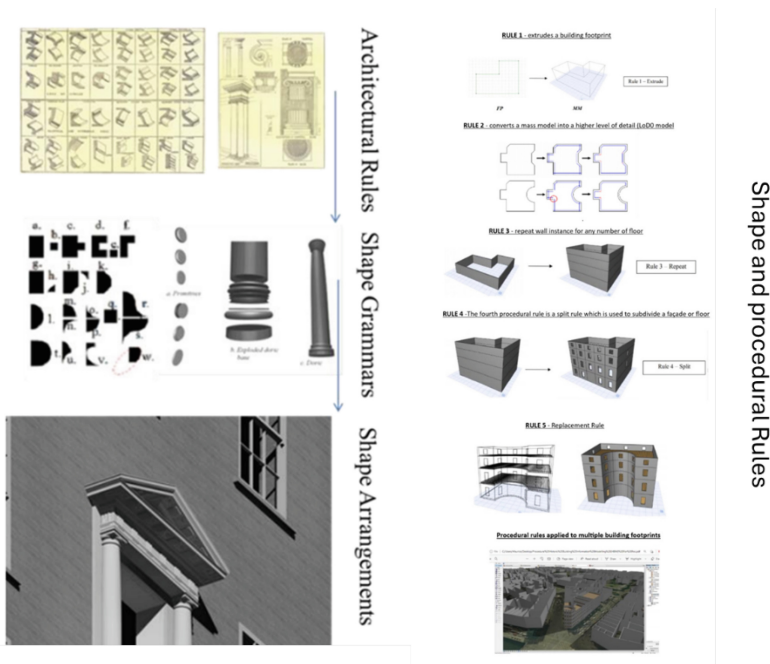 Architectural Rules
Shape Grammars
Shape Arrangements
a.
b.
c.
d.
f.
e.
g.
h.
i.
j.
k.
l.
m.
n.
o.
p.
q.
r.
s.
t.
u.
v.
w.
a. Primitives
b. Exploded doric
base
c. Doric
RULE 1 - extrudes a building footprint
Rule 1 – Extrude
FP
MM
RULE 2 - converts a mass model into a higher level of detail (LoD0 model
RULE 3 - repeat wall instance for any number of floor
Rule 3 – Repeat
RULE 4 -The fourth procedural rule is a split rule which is used to subdivide a façade or floor
Rule 4 – Split
RULE 5 - Replacement Rule
Procedural rules applied to multiple building footprints
Shape and procedural Rules